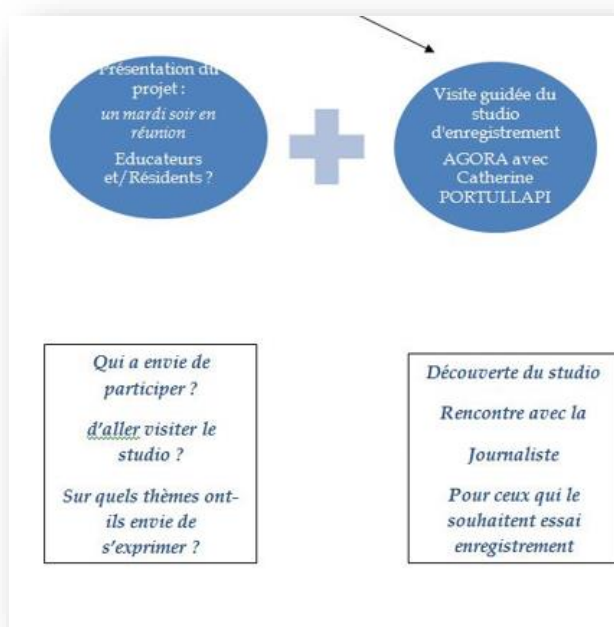 Présentation du
projet :
un mardi soir en
réunion
Educateurs
et/Résidents ?
Visite guidée du
studio
d'enregistrement
AGORA avec
Catherine
PORTULLAPI
Qui a envie de
participer ?
d'aller visiter le
studio ?
Sur quels thèmes ont-
ils envie de
s'exprimer ?
Découverte du studio
Rencontre avec la
Journaliste
Pour ceux qui le
souhaitent essai
enregistrement